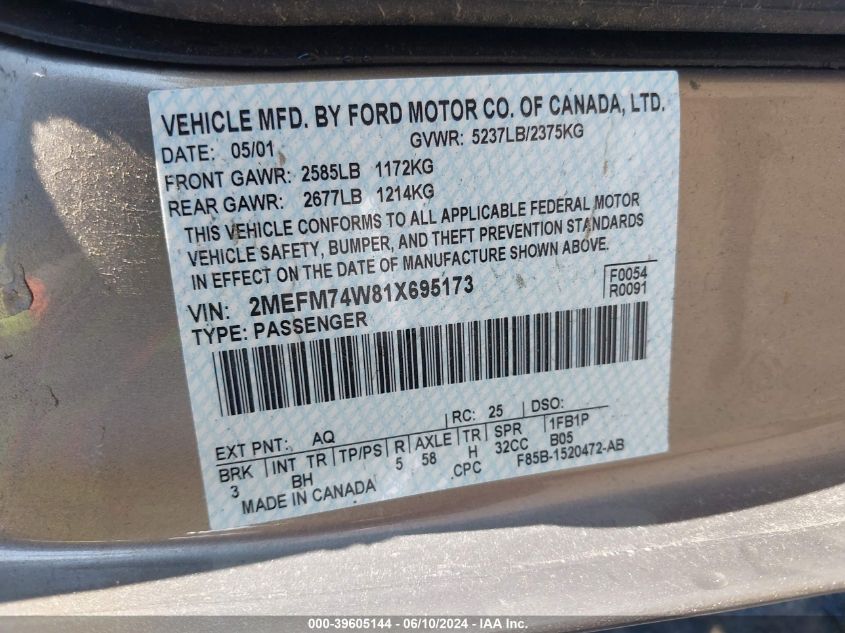 VEHICLE MFD. BY FORD MOTOR CO. OF CANADA, LTD.
DATE: 05/01 GVWR: 5237LB/2375KG
FRONT GAWR: 2585LB 1172KG
REAR GAWR: 2677LB 1214KG
THIS VEHICLE CONFORMS TO ALL APPLICABLE FEDERAL MOTOR
VEHICLE SAFETY, BUMPER, AND THEFT PREVENTION STANDARDS
IN EFFECT ON THE DATE OF MANUFACTURE SHOWN ABOVE.
VIN: 2MEFM74W81X695173 F0054
TYPE: PASSENGER R0091
EXT PNT: AQ RC: 25 DSO:
BRK INT TR TP/PS R AXLE TR SPR 1FB1P
3 BH 5 58 H 32CC B05
MADE IN CANADA .CPC F85B-1520472-AB
000-39605144 - 06/10/2024 - IAA Inc.